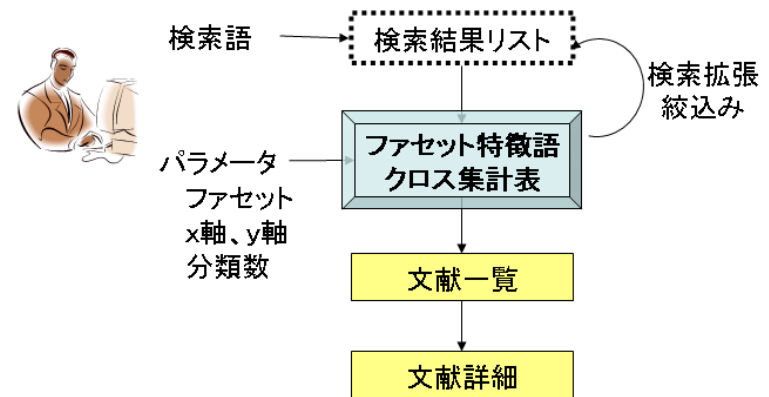 検索語
検索結果リスト
検索拡張
絞込み
ファセット特徴語
クロス集計表
パラメータ
ファセット
x軸、y軸
分類数
文献一覧
文献詳細